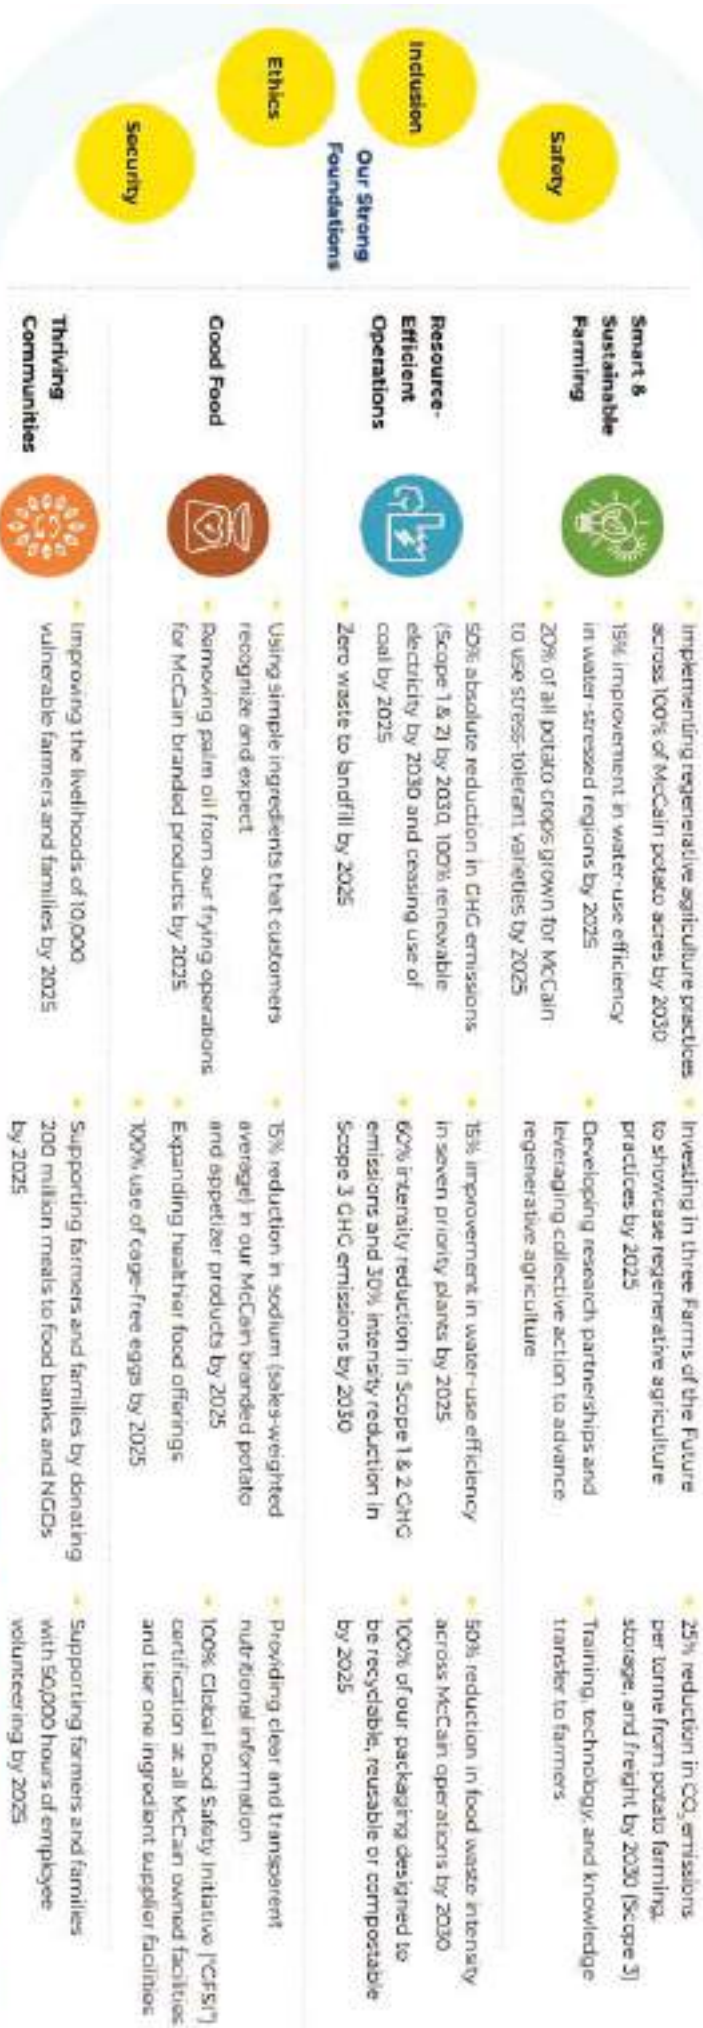 Our Strong
Foundations
Safety
Inclusion
Ethics
Security
Smart &
Sustainable
Farming
Implementing regenerative agriculture practices
across 100% of McCain potato acres by 2030
15% improvement in water-use efficiency
in water-stressed regions by 2025
20% of all potato crops grown for McCain
to use stress-tolerant varieties by 2025
Investing in three Farms of the Future
to showcase regenerative agriculture
practices by 2025
Developing research partnerships and
leveraging collective action to advance
regenerative agriculture
25% reduction in CO₂ emissions
per tonne from potato farming,
storage, and freight by 2030 (Scope 3)
Training, technology, and knowledge
transfer to farmers
Resource-
Efficient
Operations
50% absolute reduction in GHG emissions
(Scope 1 & 2) by 2030, 100% renewable
electricity by 2030 and ceasing use of
coal by 2025
Zero waste to landfill by 2025
15% improvement in water-use efficiency
in seven priority plants by 2025
60% intensity reduction in Scope 1 & 2 GHG
emissions and 30% intensity reduction in
Scope 3 GHG emissions by 2030
50% reduction in food waste intensity
across McCain operations by 2030
100% of our packaging designed to
be recyclable, reusable or compostable
by 2025
Good Food
Using simple ingredients that customers
recognize and expect
Removing palm oil from our frying operations
for McCain branded products by 2025
15% reduction in sodium (sales-weighted
average) in our McCain branded potato
and appetizer products by 2025
Expanding healthier food offerings
100% use of cage-free eggs by 2025
Providing clear and transparent
nutritional information
100% Global Food Safety Initiative ("GFSI")
certification at all McCain owned facilities
and tier one ingredient supplier facilities
Thriving
Communities
Improving the livelihoods of 10,000
vulnerable farmers and families by 2025
Supporting farmers and families by donating
200 million meals to food banks and NGOs
by 2025
Supporting farmers and families
with 50,000 hours of employee
volunteering by 2025